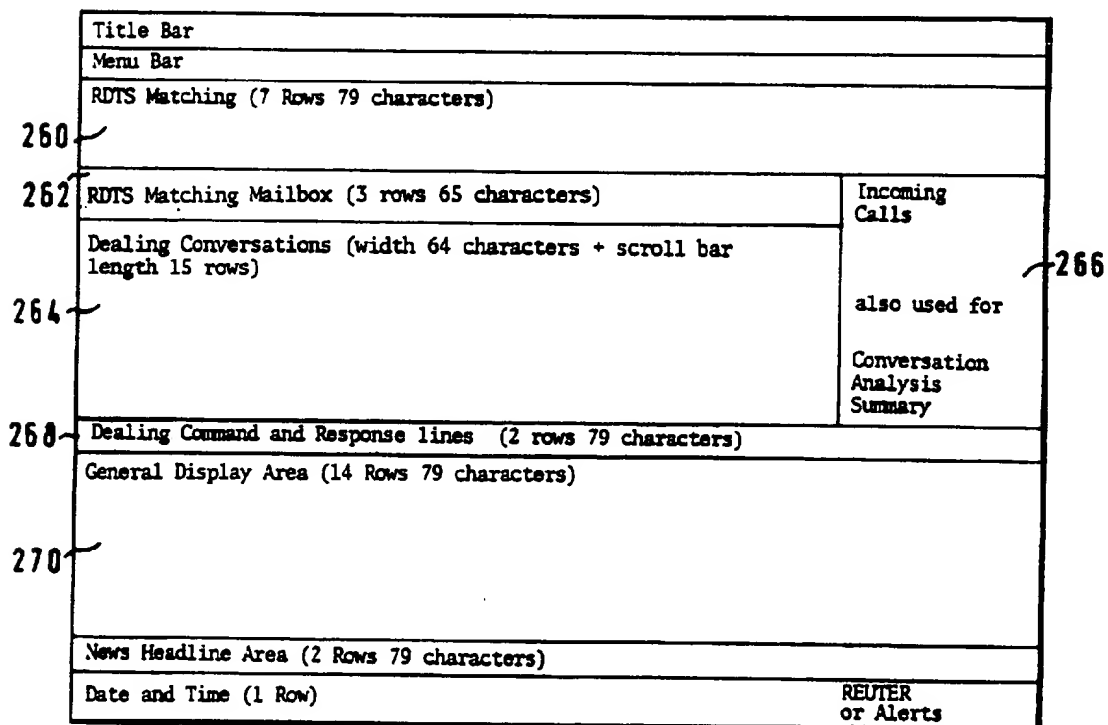 Title Bar
Menu Bar
RDTS Matching (7 Rows 79 characters)
260
262
RDTS Matching Mailbox (3 rows 65 characters)
Incoming
Calls
Dealing Conversations (width 64 characters + scroll bar
length 15 rows)
266
264
also used for
Conversation
Analysis
Summary
268
Dealing Command and Response lines (2 rows 79 characters)
General Display Area (14 Rows 79 characters)
270
News Headline Area (2 Rows 79 characters)
Date and Time (1 Row)
REUTER
or Alerts